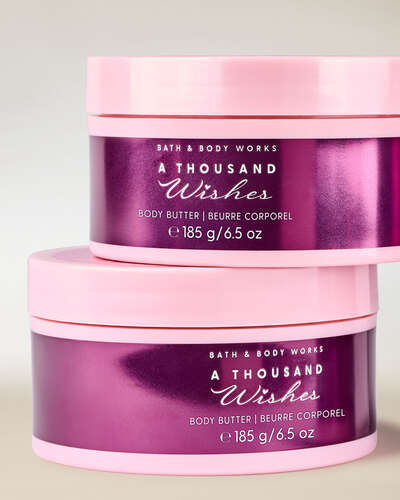 BATH & BODY WORKS
A THOUSAND
Wishes
BODY BUTTER | BEURRE CORPOREL
℮ 185 g/6.5 oz
BATH & BODY WORKS
A THOUSAND
Wishes
BODY BUTTER | BEURRE CORPOREL
℮ 185 g/6.5 oz